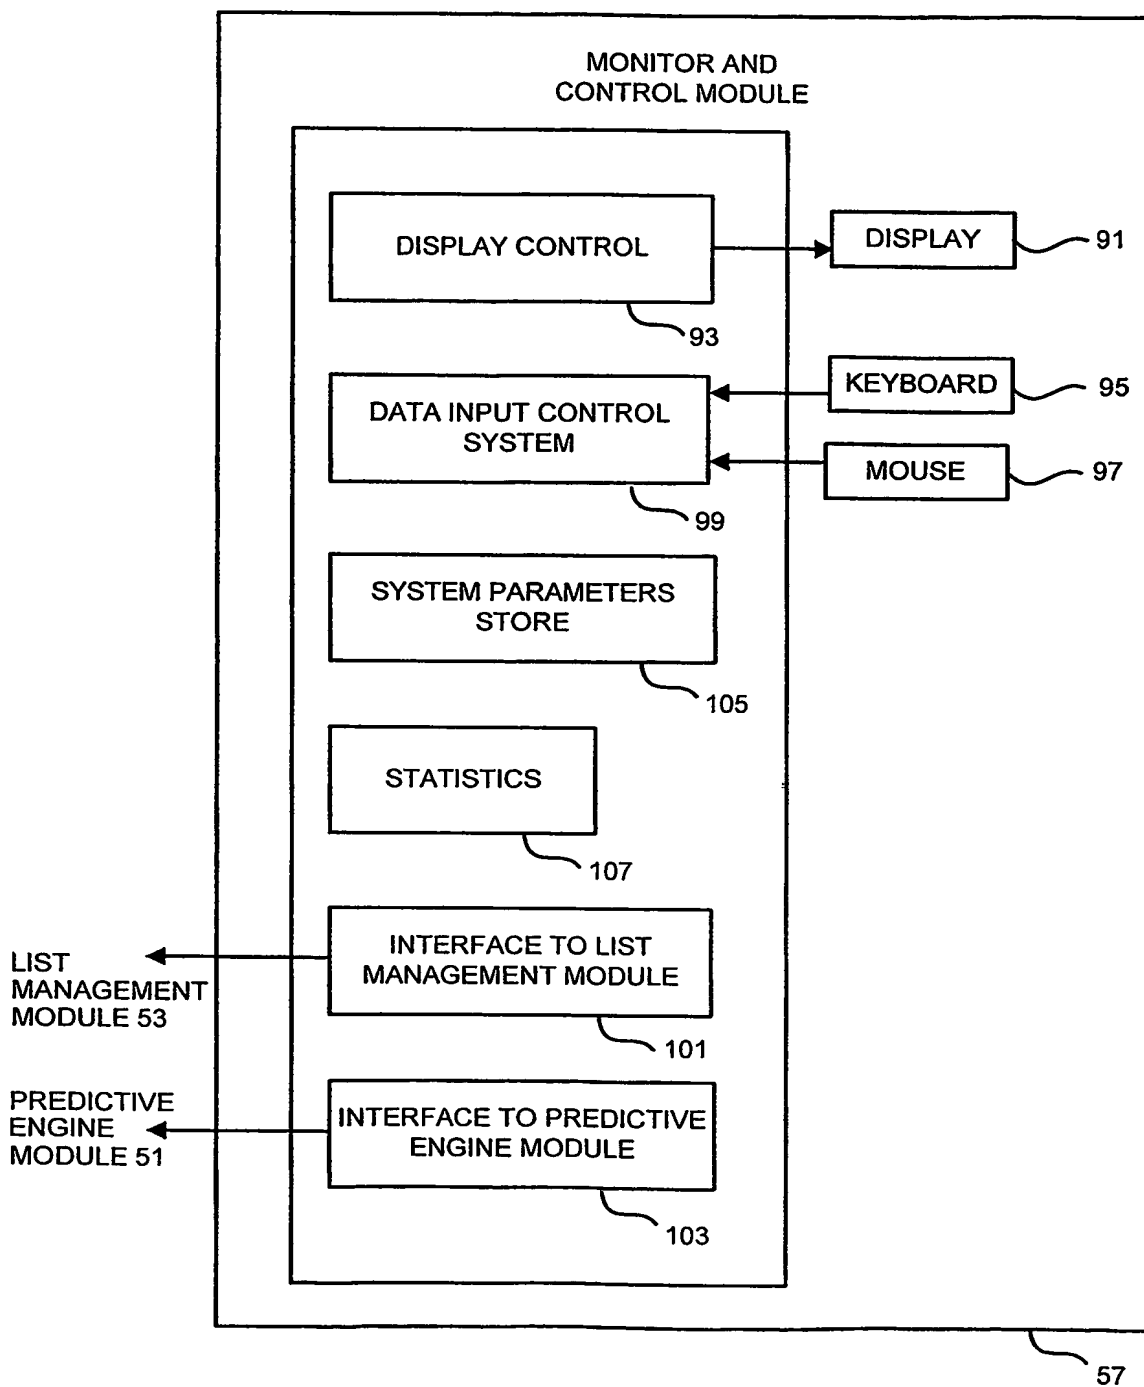 MONITOR AND
CONTROL MODULE
DISPLAY CONTROL
93
DISPLAY
91
DATA INPUT CONTROL
SYSTEM
99
KEYBOARD
95
MOUSE
97
SYSTEM PARAMETERS
STORE
105
STATISTICS
107
INTERFACE TO LIST
MANAGEMENT MODULE
101
LIST
MANAGEMENT
MODULE 53
INTERFACE TO PREDICTIVE
ENGINE MODULE
103
PREDICTIVE
ENGINE
MODULE 51
57